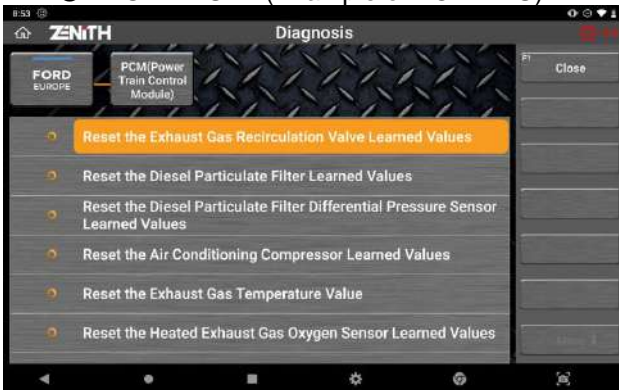 8:53
ZENITH
Diagnosis
FORD
EUROPE
PCM(Power
Train Control
Module)
F1
Close
Reset the Exhaust Gas Recirculation Valve Learned Values
Reset the Diesel Particulate Filter Learned Values
Reset the Diesel Particulate Filter Differential Pressure Sensor
Learned Values
Reset the Air Conditioning Compressor Learned Values
Reset the Exhaust Gas Temperature Value
Reset the Heated Exhaust Gas Oxygen Sensor Learned Values